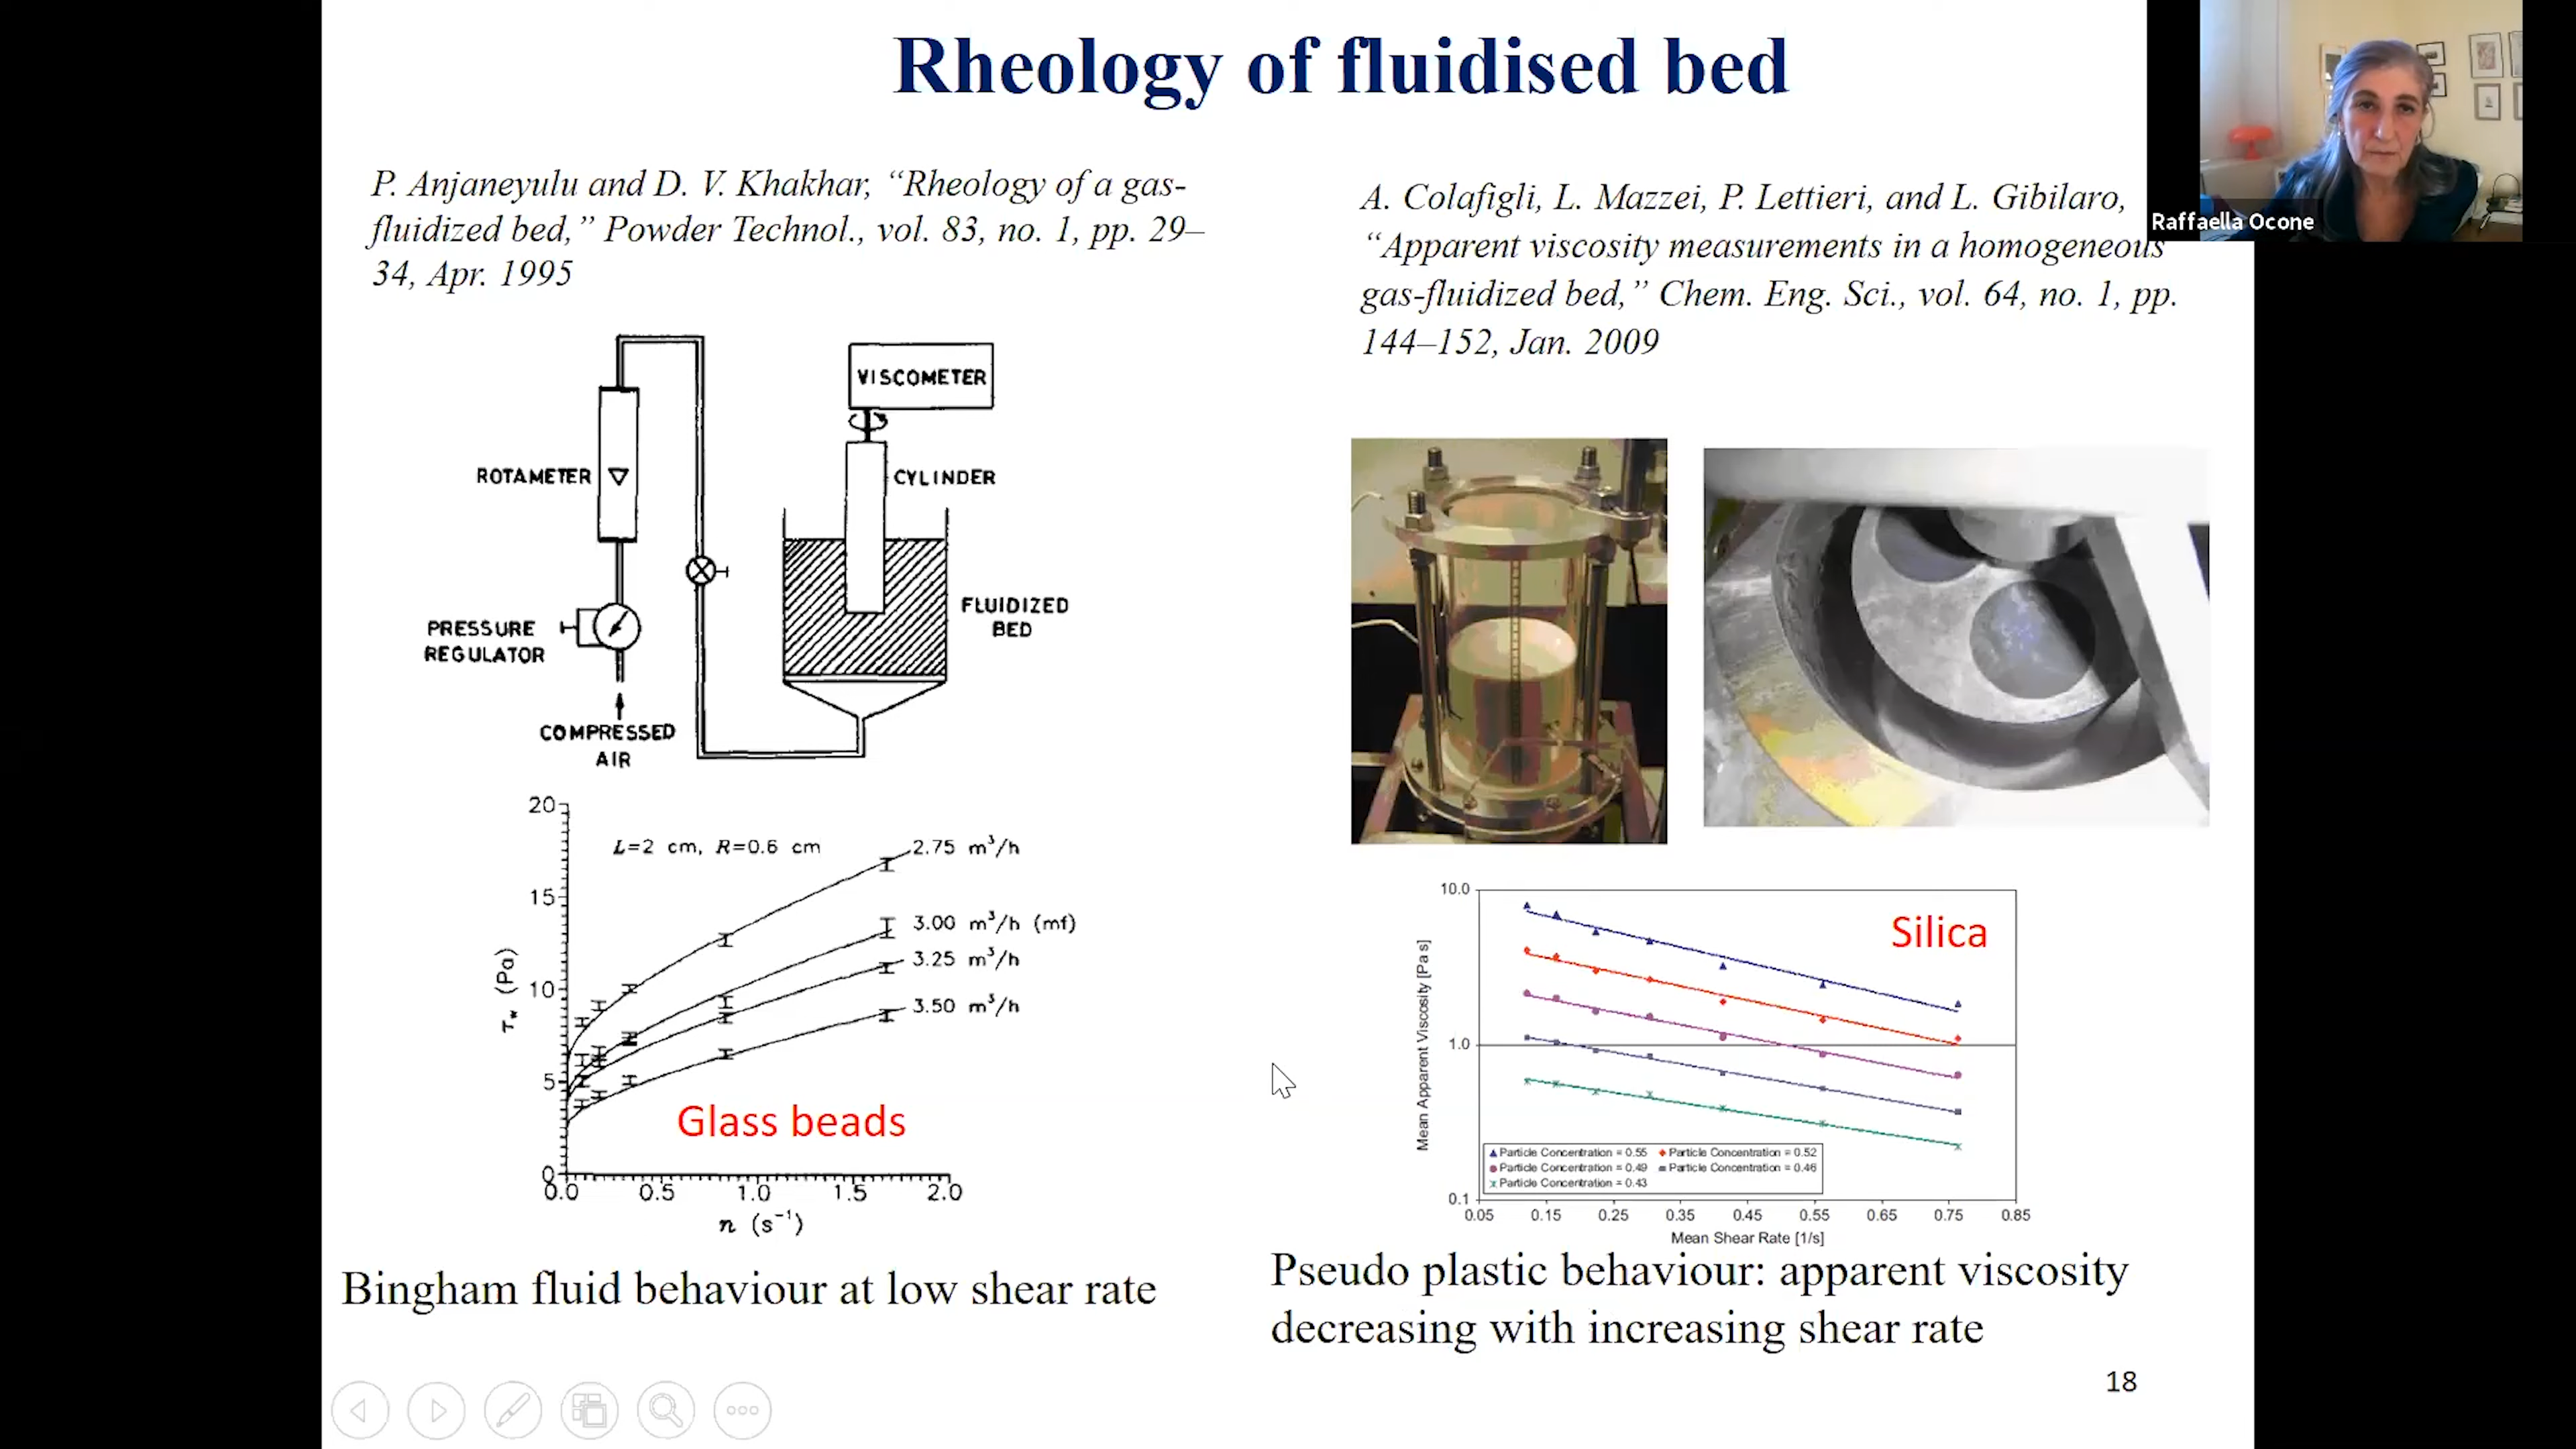 Rheology of fluidised bed
P. Anjaneyulu and D. V. Khakhar, “Rheology of a gas-
fluidized bed,” Powder Technol., vol. 83, no. 1, pp. 29–
34, Apr. 1995
VISCOMETER
ROTAMETER
CYLINDER
PRESSURE
REGULATOR
FLUIDIZED
BED
COMPRESSED
AIR
20
15
10
5
0
τw (Pa)
L=2 cm, R=0.6 cm
2.75 m³/h
3.00 m³/h (mf)
3.25 m³/h
3.50 m³/h
Glass beads
0.0 0.5 1.0 1.5 2.0
n (s⁻¹)
Bingham fluid behaviour at low shear rate
A. Colafigli, L. Mazzei, P. Lettieri, and L. Gibilaro,
“Apparent viscosity measurements in a homogeneous
gas-fluidized bed,” Chem. Eng. Sci., vol. 64, no. 1, pp.
144–152, Jan. 2009
10.0
1.0
0.1
Mean Apparent Viscosity [Pa s]
Silica
Particle Concentration = 0.55 Particle Concentration = 0.52
Particle Concentration = 0.49 Particle Concentration = 0.46
Particle Concentration = 0.43
0.05 0.15 0.25 0.35 0.45 0.55 0.65 0.75 0.85
Mean Shear Rate [1/s]
Pseudo plastic behaviour: apparent viscosity
decreasing with increasing shear rate
18
Raffaella Ocone